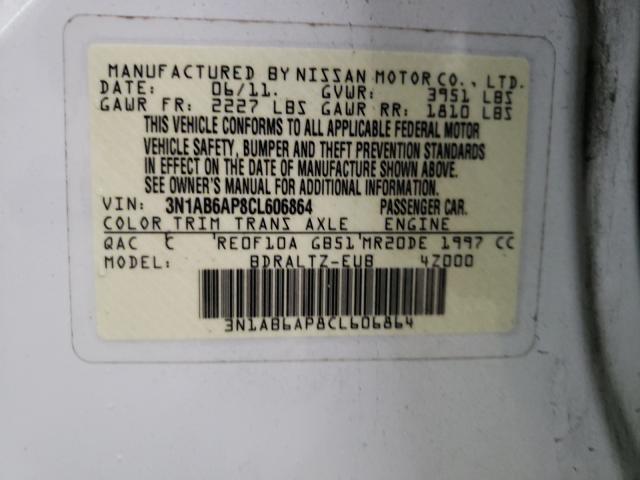 MANUFACTURED BY NISSAN MOTOR CO., LTD.
DATE: 06/11. GVWR: 3951 LBS
GAWR FR: 2227 LBS GAWR RR: 1810 LBS
THIS VEHICLE CONFORMS TO ALL APPLICABLE FEDERAL MOTOR
VEHICLE SAFETY, BUMPER AND THEFT PREVENTION STANDARDS
IN EFFECT ON THE DATE OF MANUFACTURE SHOWN ABOVE.
SEE OWNER'S MANUAL FOR ADDITIONAL INFORMATION.
VIN: 3N1AB6AP8CL606864 PASSENGER CAR.
COLOR TRIM TRANS AXLE ENGINE
QAC C RE0F10A GB51 MR20DE 1997 CC
MODEL: BDRALTZ-EUB 4Z000
3N1AB6AP8CL606864